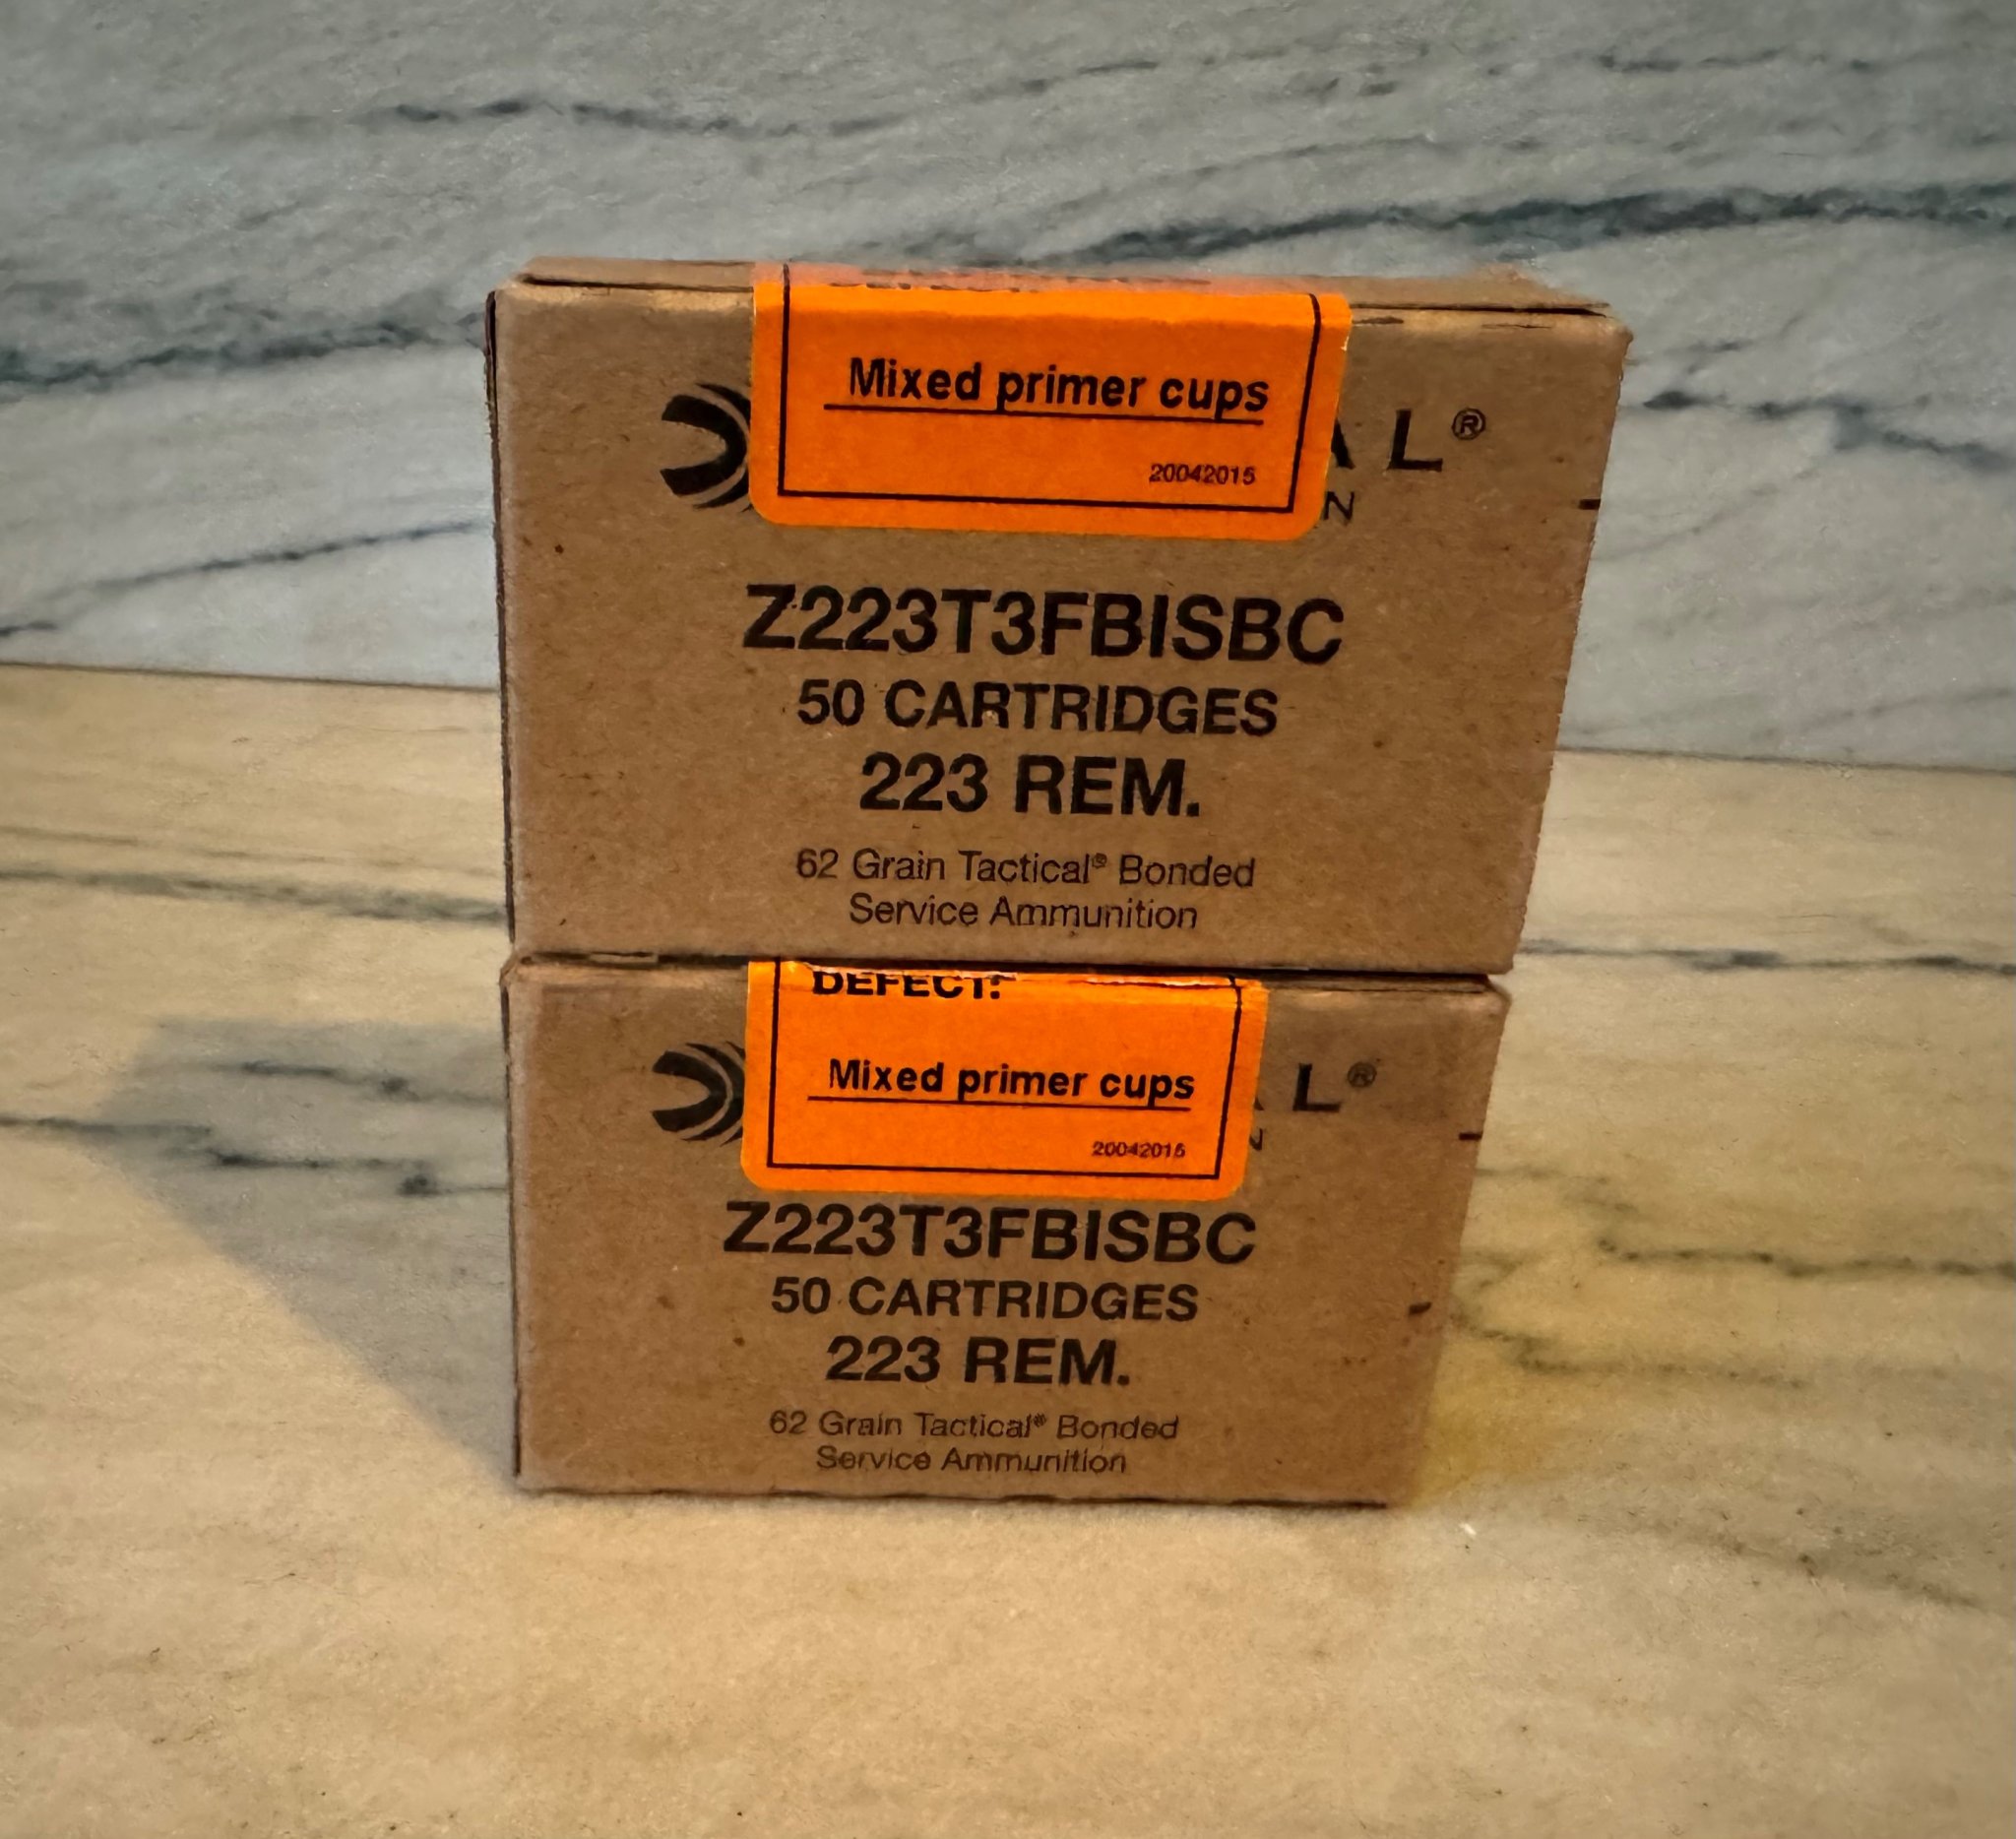 Mixed primer cups
20042015
A L®
N
Z223T3FBISBC
50 CARTRIDGES
223 REM.
62 Grain Tactical® Bonded
Service Ammunition
DEFECT:
Mixed primer cups
20042015
L®
N
Z223T3FBISBC
50 CARTRIDGES
223 REM.
62 Grain Tactical® Bonded
Service Ammunition